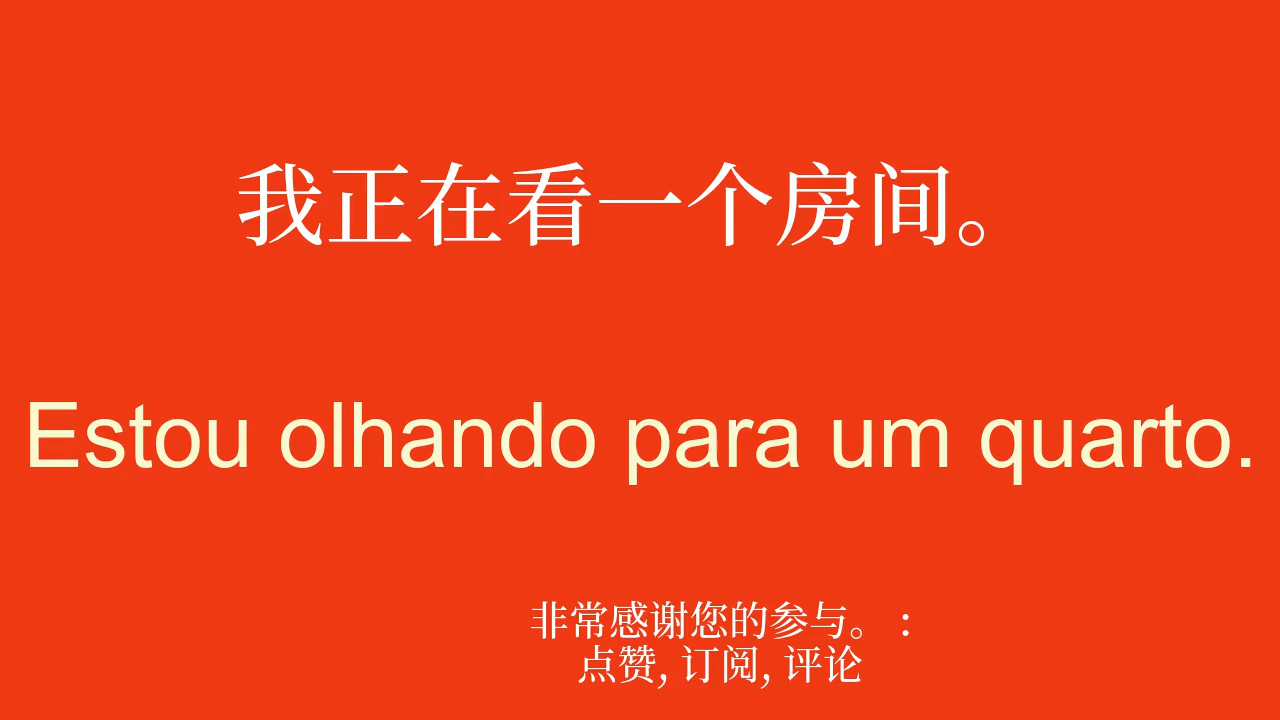 我正在看一个房间。
Estou olhando para um quarto.
非常感谢您的参与。 :
点赞, 订阅, 评论